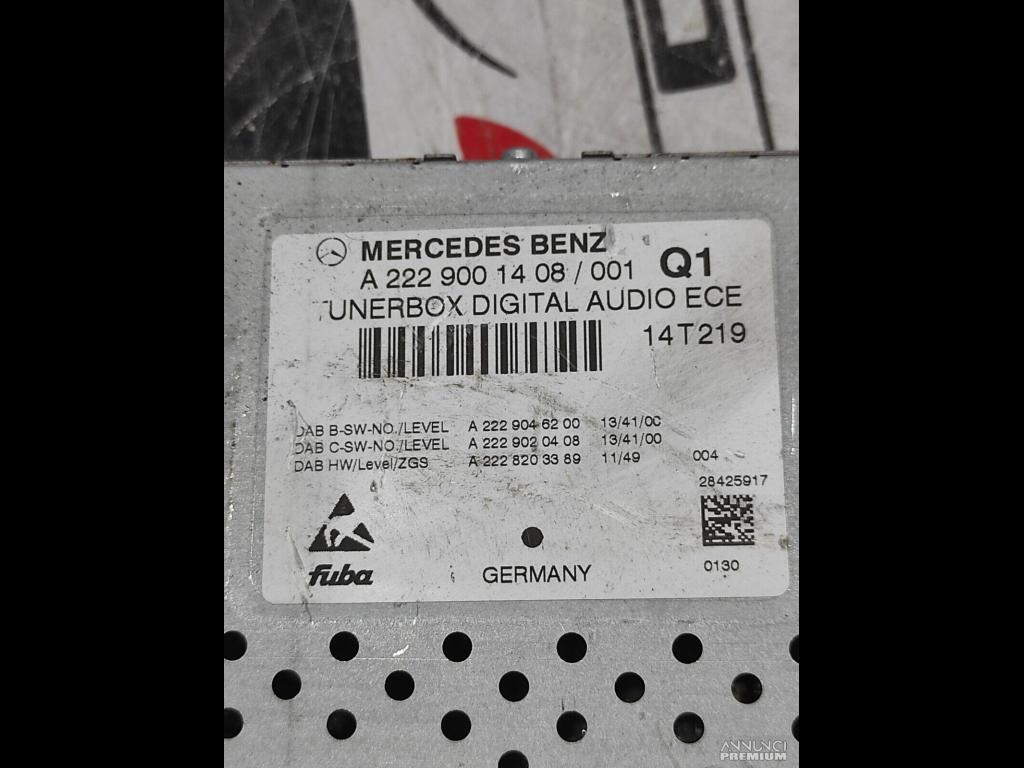 MERCEDES BENZ
A 222 900 14 08 / 001 Q1
TUNERBOX DIGITAL AUDIO ECE
14T219
DAB B-SW-NO./LEVEL A 222 904 62 00 13/41/00
DAB C-SW-NO./LEVEL A 222 902 04 08 13/41/00
DAB HW/Level/ZGS A 222 820 33 89 11/49 004
28425917
0130
fuba
GERMANY
ANNUNCI
PREMIUM